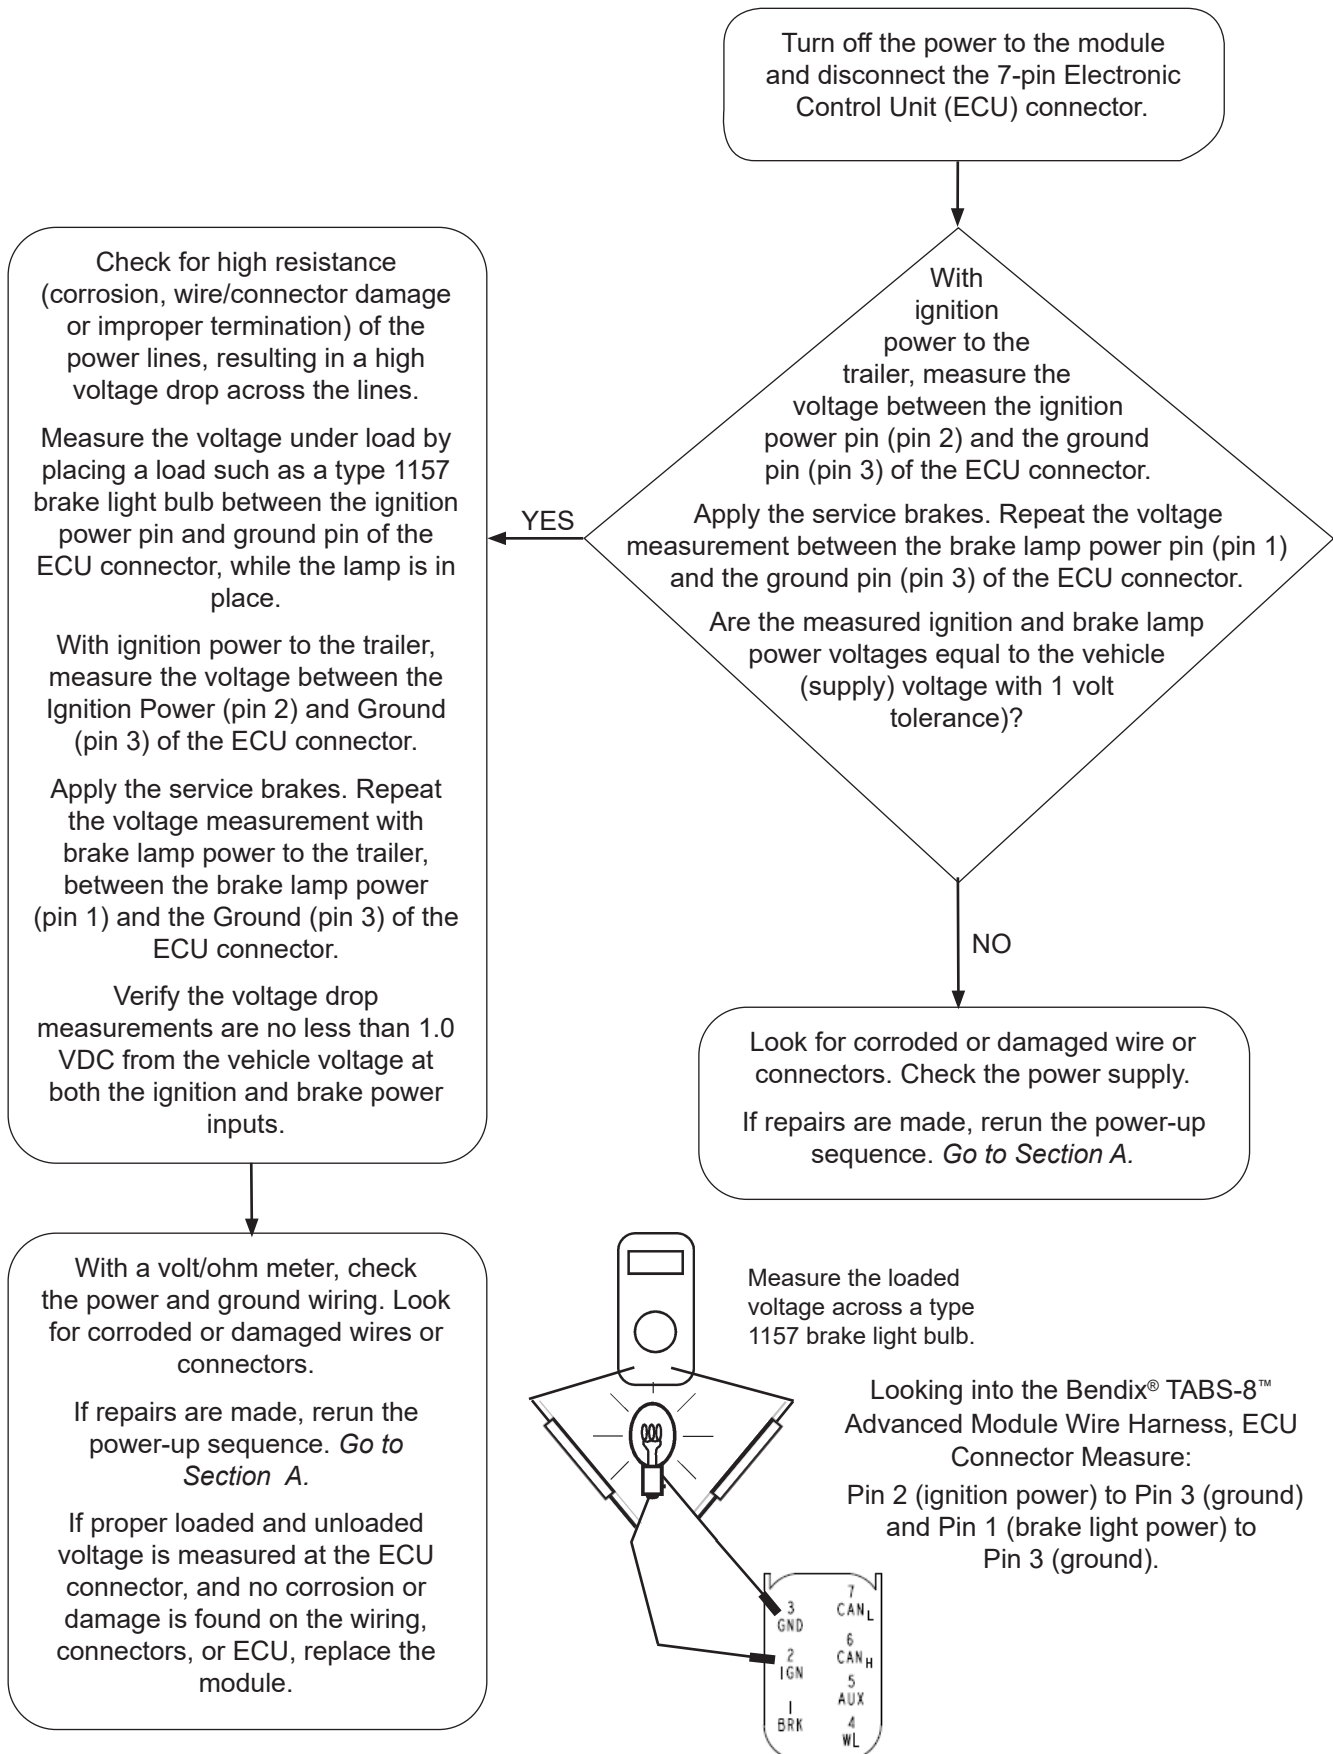 Turn off the power to the module
and disconnect the 7-pin Electronic
Control Unit (ECU) connector.
With
ignition
power to the
trailer, measure the
voltage between the ignition
power pin (pin 2) and the ground
pin (pin 3) of the ECU connector.
Apply the service brakes. Repeat the voltage
measurement between the brake lamp power pin (pin 1)
and the ground pin (pin 3) of the ECU connector.
Are the measured ignition and brake lamp
power voltages equal to the vehicle
(supply) voltage with 1 volt
tolerance)?
YES
Check for high resistance
(corrosion, wire/connector damage
or improper termination) of the
power lines, resulting in a high
voltage drop across the lines.
Measure the voltage under load by
placing a load such as a type 1157
brake light bulb between the ignition
power pin and ground pin of the
ECU connector, while the lamp is in
place.
With ignition power to the trailer,
measure the voltage between the
Ignition Power (pin 2) and Ground
(pin 3) of the ECU connector.
Apply the service brakes. Repeat
the voltage measurement with
brake lamp power to the trailer,
between the brake lamp power
(pin 1) and the Ground (pin 3) of the
ECU connector.
Verify the voltage drop
measurements are no less than 1.0
VDC from the vehicle voltage at
both the ignition and brake power
inputs.
NO
Look for corroded or damaged wire or
connectors. Check the power supply.
If repairs are made, rerun the power-up
sequence. Go to Section A.
With a volt/ohm meter, check
the power and ground wiring. Look
for corroded or damaged wires or
connectors.
If repairs are made, rerun the
power-up sequence. Go to
Section A.
If proper loaded and unloaded
voltage is measured at the ECU
connector, and no corrosion or
damage is found on the wiring,
connectors, or ECU, replace the
module.
Measure the loaded
voltage across a type
1157 brake light bulb.
Looking into the Bendix® TABS-8™
Advanced Module Wire Harness, ECU
Connector Measure:
Pin 2 (ignition power) to Pin 3 (ground)
and Pin 1 (brake light power) to
Pin 3 (ground).
3
GND
2
IGN
1
BRK
7
CANL
6
CANH
5
AUX
4
WL